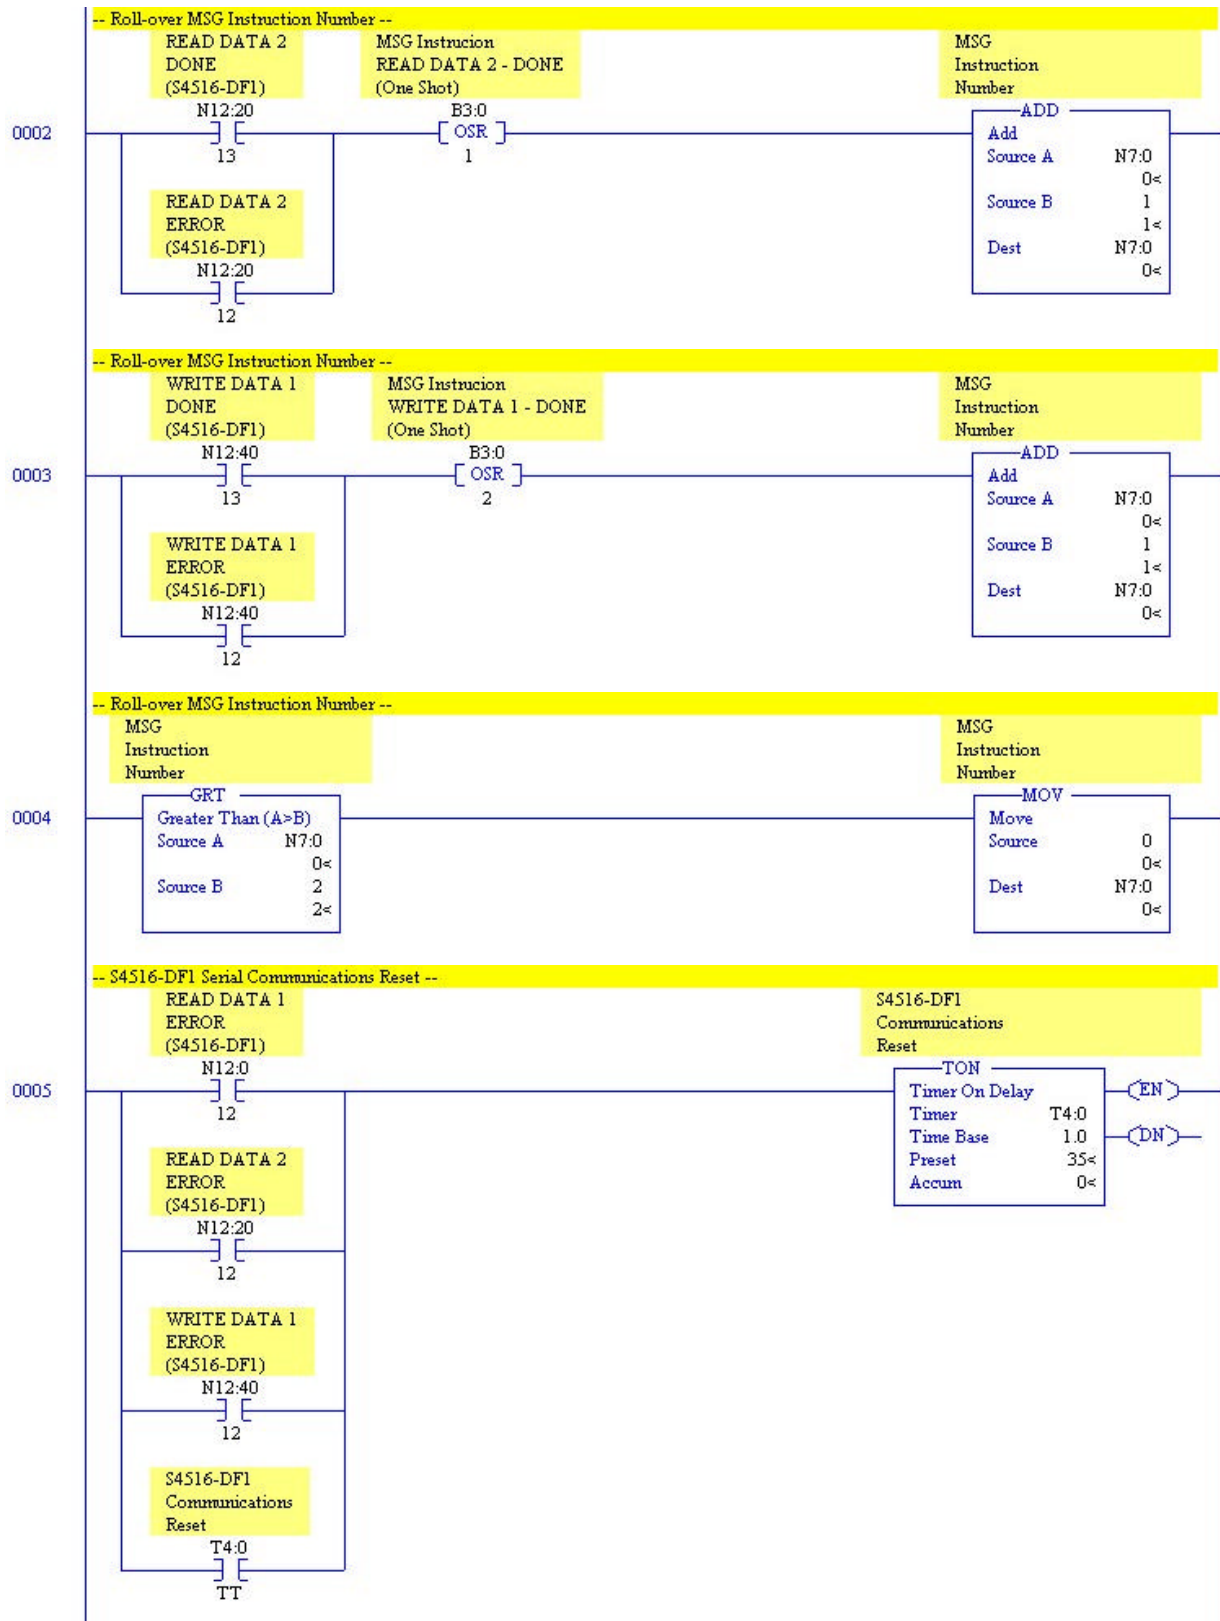 -- Roll-over MSG Instruction Number --
READ DATA 2
DONE
(S4516-DF1)
N12:20
13
MSG Instrucion
READ DATA 2 - DONE
(One Shot)
B3:0
OSR
1
MSG
Instruction
Number
ADD
Add
Source A N7:0
0<
Source B 1
1<
Dest N7:0
0<
0002
READ DATA 2
ERROR
(S4516-DF1)
N12:20
12
-- Roll-over MSG Instruction Number --
WRITE DATA 1
DONE
(S4516-DF1)
N12:40
13
MSG Instrucion
WRITE DATA 1 - DONE
(One Shot)
B3:0
OSR
2
MSG
Instruction
Number
ADD
Add
Source A N7:0
0<
Source B 1
1<
Dest N7:0
0<
0003
WRITE DATA 1
ERROR
(S4516-DF1)
N12:40
12
-- Roll-over MSG Instruction Number --
MSG
Instruction
Number
GRT
Greater Than (A>B)
Source A N7:0
0<
Source B 2
2<
MSG
Instruction
Number
MOV
Move
Source 0
0<
Dest N7:0
0<
0004
-- S4516-DF1 Serial Communications Reset --
READ DATA 1
ERROR
(S4516-DF1)
N12:0
12
S4516-DF1
Communications
Reset
TON
Timer On Delay
Timer T4:0
Time Base 1.0
Preset 35<
Accum 0<
EN
DN
0005
READ DATA 2
ERROR
(S4516-DF1)
N12:20
12
WRITE DATA 1
ERROR
(S4516-DF1)
N12:40
12
S4516-DF1
Communications
Reset
T4:0
TT